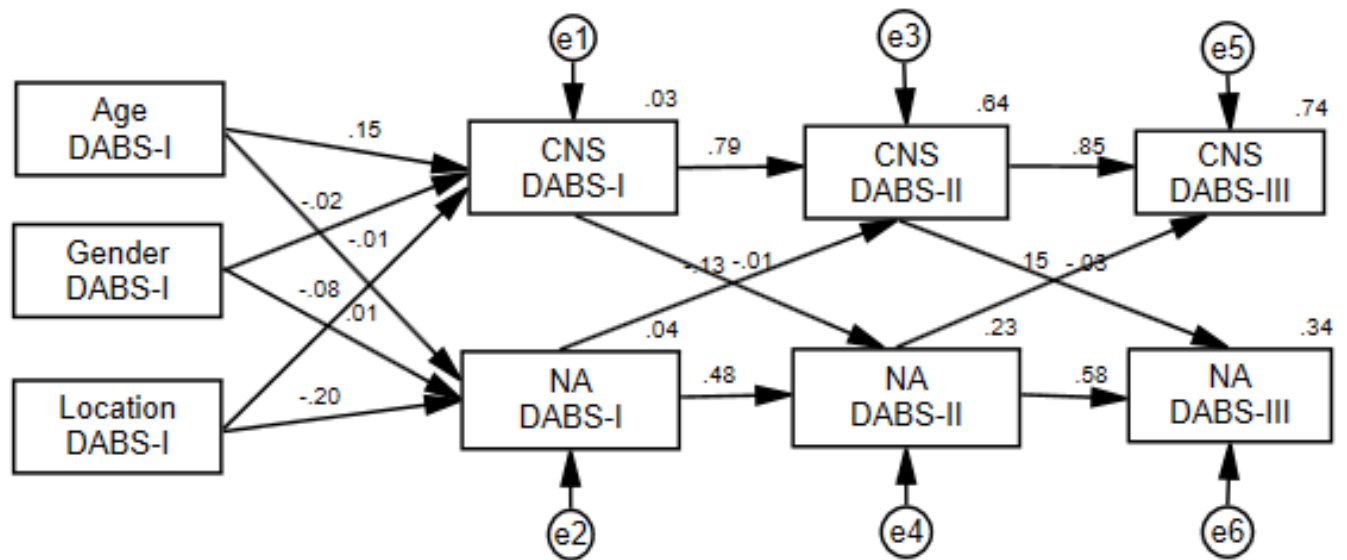 e1
e3
e5
Age
DABS-I
.03
.64
.74
.15
CNS
DABS-I
.79
CNS
DABS-II
.85
CNS
DABS-III
-.02
-.01
Gender
DABS-I
-.13
-.01
.15
-.03
-.08
.01
.04
.23
.34
Location
DABS-I
-.20
NA
DABS-I
.48
NA
DABS-II
.58
NA
DABS-III
e2
e4
e6